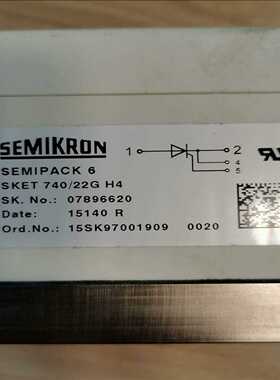 SEMIKRON
1
2
4
5
SEMIPACK 6
SKET 740/22G H4
SK. No.: 07896620
Date: 15140 R
Ord.No.: 15SK97001909 0020